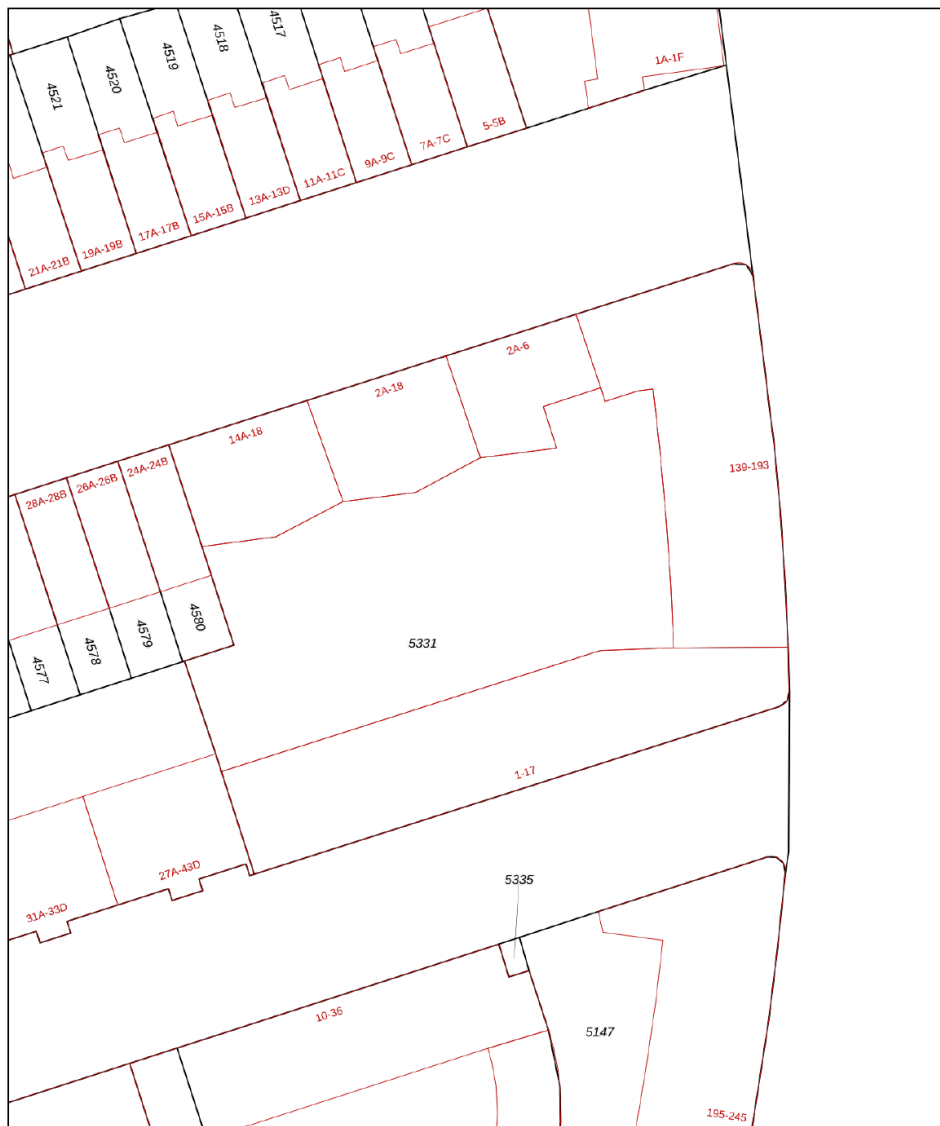 4517
4518
4519
4520
4521
1A-1F
5-5B
7A-7C
9A-9C
11A-11C
13A-13D
15A-15B
17A-17B
19A-19B
21A-21B
2A-6
2A-18
14A-18
24A-24B
26A-26B
28A-28B
139-193
4580
4579
4578
4577
5331
1-17
27A-43D
31A-33D
5335
10-36
5147
195-245